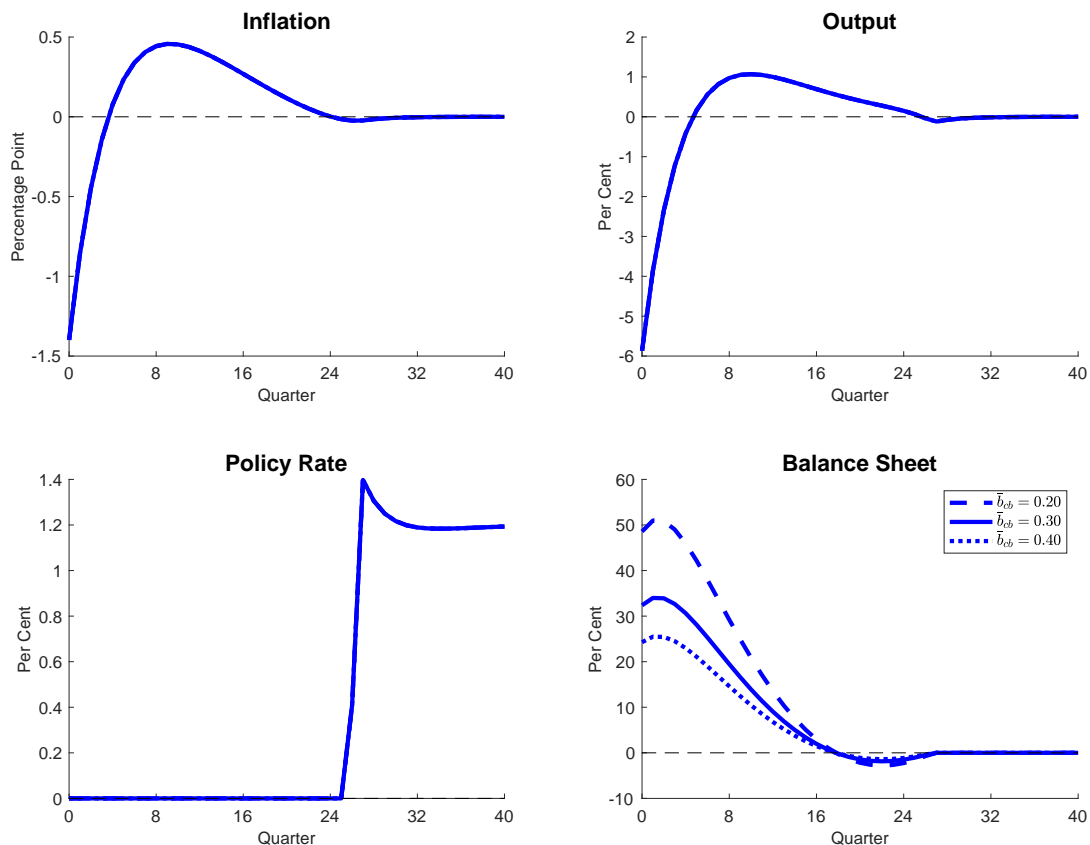 Inflation
0.5
0
-0.5
-1
-1.5
Percentage Point
0 8 16 24 32 40
Quarter
Output
2
1
0
-1
-2
-3
-4
-5
-6
Per Cent
0 8 16 24 32 40
Quarter
Policy Rate
1.4
1.2
1
0.8
0.6
0.4
0.2
0
Per Cent
0 8 16 24 32 40
Quarter
Balance Sheet
60
50
40
30
20
10
0
-10
Per Cent
b̅_cb = 0.20
b̅_cb = 0.30
b̅_cb = 0.40
0 8 16 24 32 40
Quarter